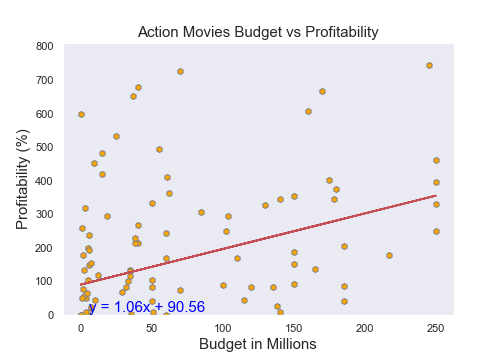 Action Movies Budget vs Profitability
800
700
600
500
400
300
200
100
0
Profitability (%)
y = 1.06x + 90.56
0 50 100 150 200 250
Budget in Millions